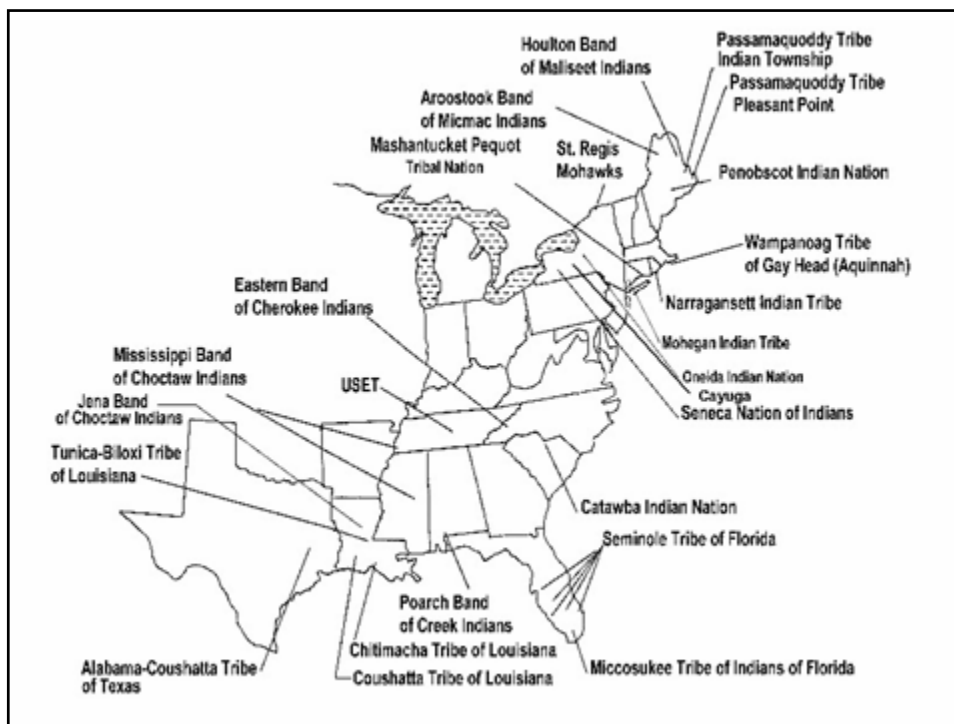 Houlton Band
of Maliseet Indians
Passamaquoddy Tribe
Indian Township
Passamaquoddy Tribe
Pleasant Point
Aroostook Band
of Micmac Indians
Mashantucket Pequot
Tribal Nation
St. Regis
Mohawks
Penobscot Indian Nation
Wampanoag Tribe
of Gay Head (Aquinnah)
Eastern Band
of Cherokee Indians
Narragansett Indian Tribe
Mohegan Indian Tribe
Mississippi Band
of Choctaw Indians
USET
Oneida Indian Nation
Cayuga
Seneca Nation of Indians
Jena Band
of Choctaw Indians
Tunica-Biloxi Tribe
of Louisiana
Catawba Indian Nation
Seminole Tribe of Florida
Poarch Band
of Creek Indians
Chitimacha Tribe of Louisiana
Coushatta Tribe of Louisiana
Alabama-Coushatta Tribe
of Texas
Miccosukee Tribe of Indians of Florida